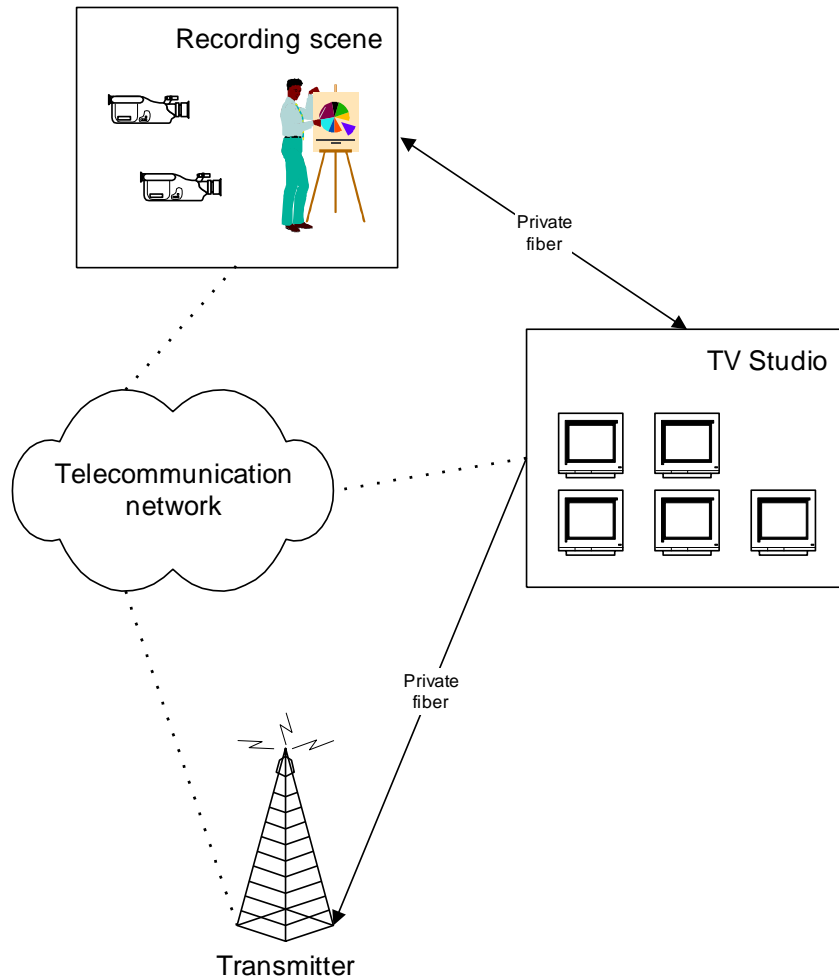 Recording scene
Private
fiber
TV Studio
Telecommunication
network
Private
fiber
Transmitter